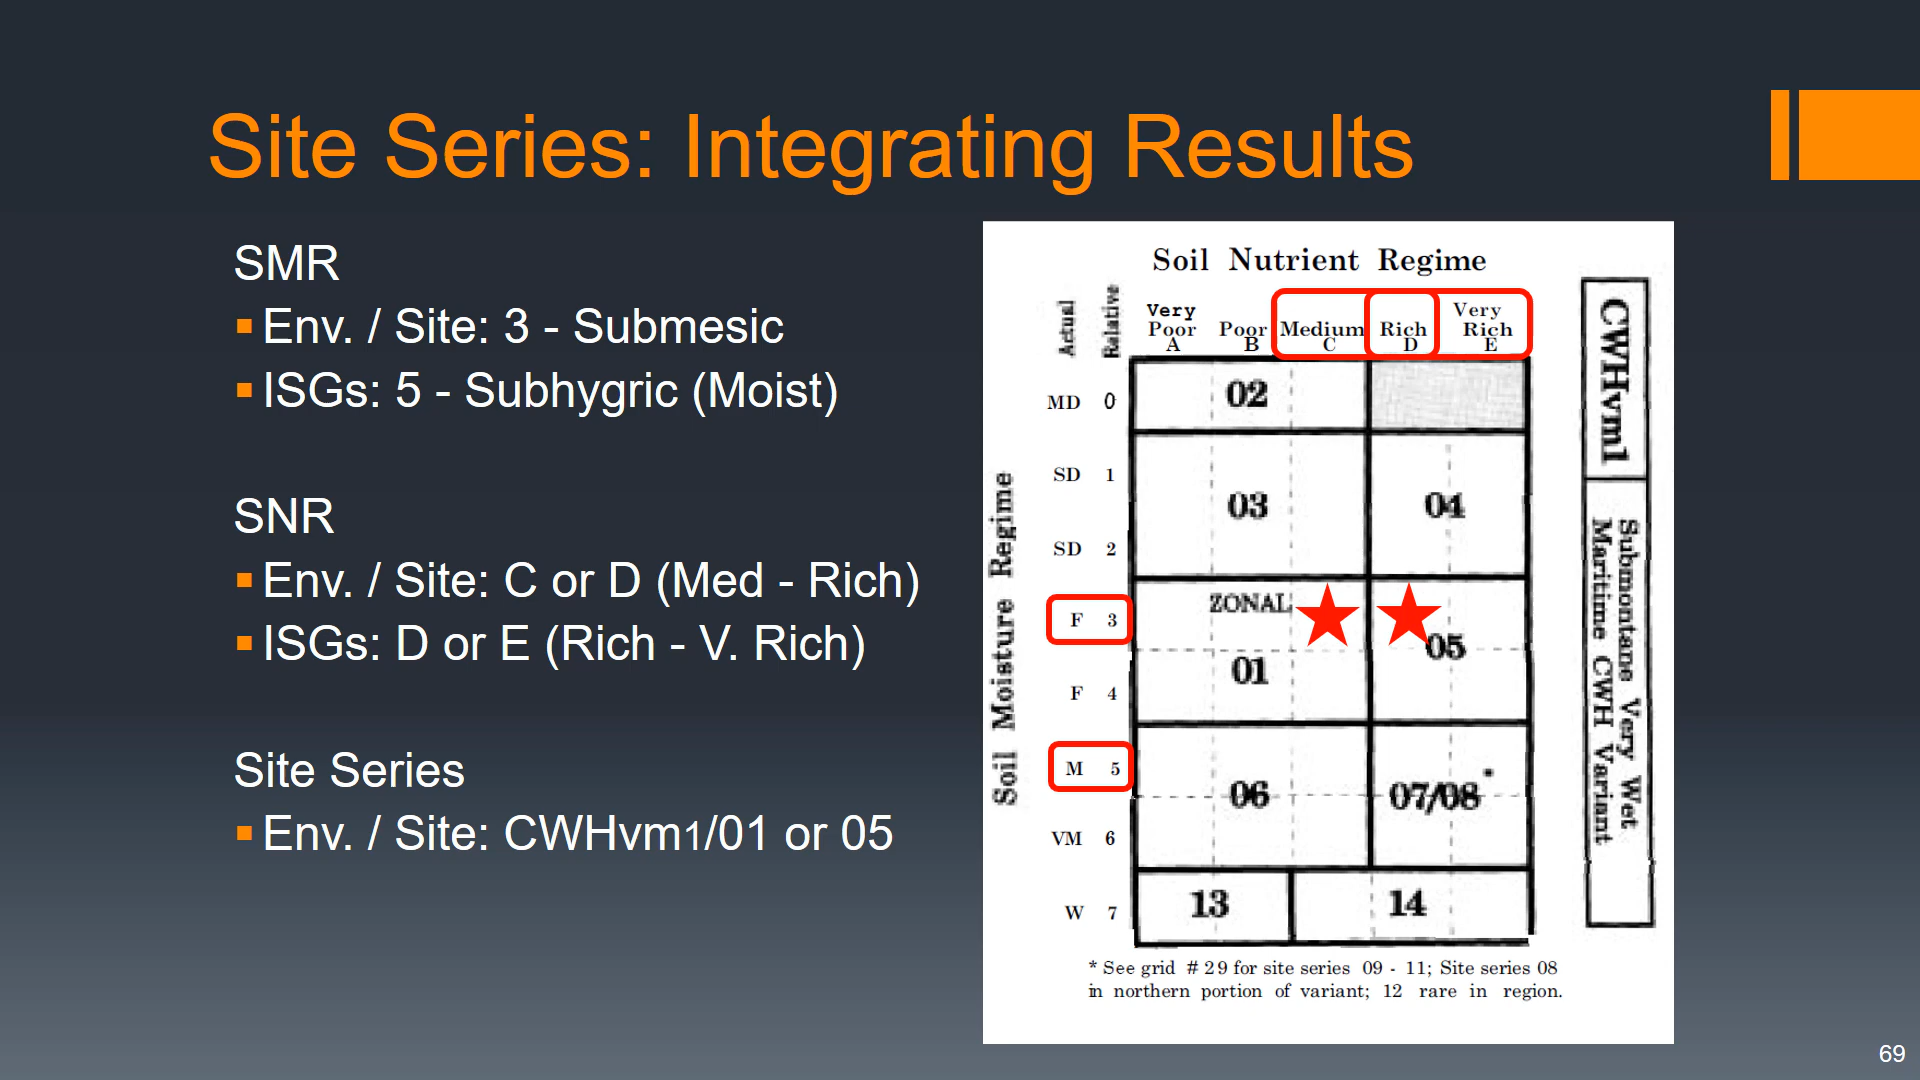 Site Series: Integrating Results
SMR
Env. / Site: 3 - Submesic
ISGs: 5 - Subhygric (Moist)
SNR
Env. / Site: C or D (Med - Rich)
ISGs: D or E (Rich - V. Rich)
Site Series
Env. / Site: CWHvm1/01 or 05
Soil Nutrient Regime
Actual
Relative
Very Poor A
Poor B
Medium C
Rich D
Very Rich E
Soil Moisture Regime
MD 0
02
SD 1
03
04
SD 2
F 3
ZONAL
05
01
F 4
M 5
06
07/08*
VM 6
13
14
W 7
CWHvm1
Submontane Very Wet
Maritime CWH Variant
* See grid # 29 for site series 09 - 11; Site series 08
in northern portion of variant; 12 rare in region.
69